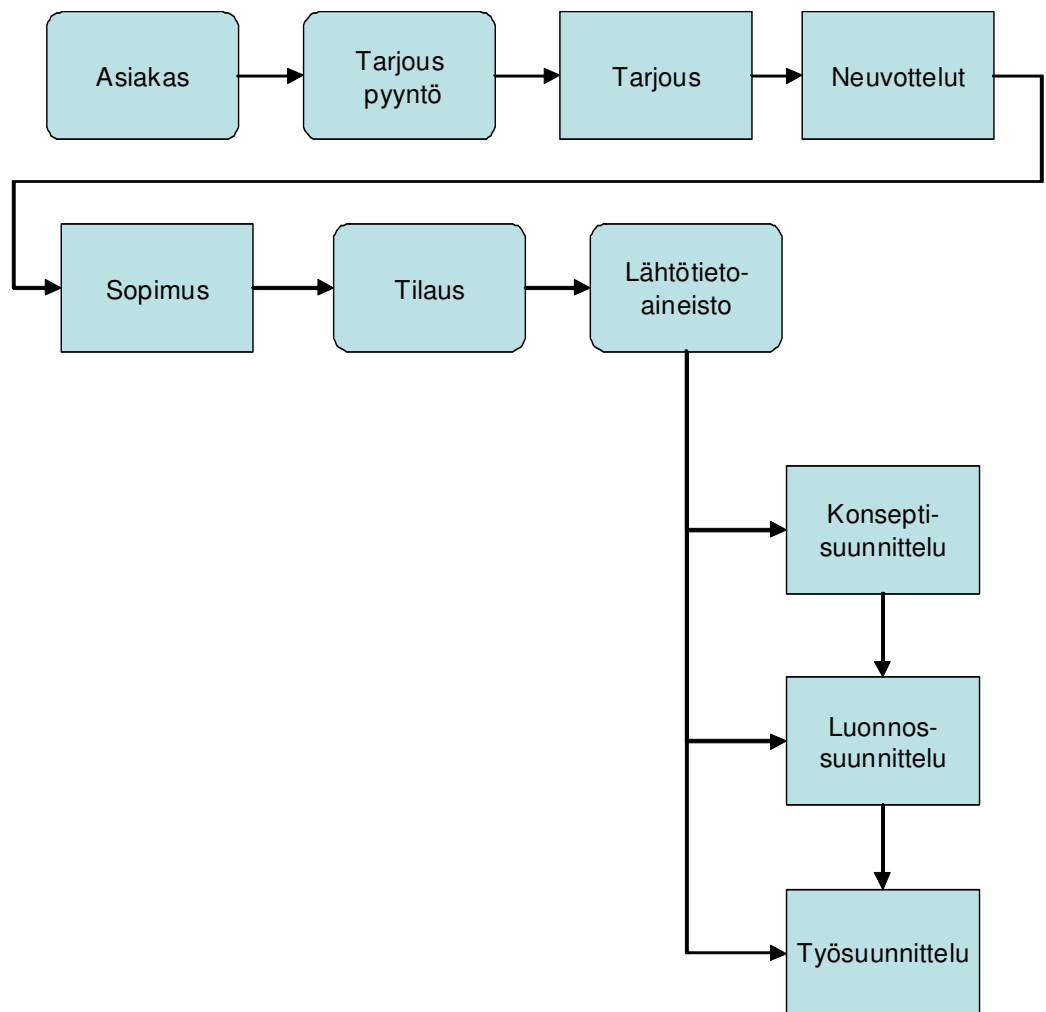 Asiakas
Tarjous
pyyntö
Tarjous
Neuvottelut
Sopimus
Tilaus
Lähtötieto-
aineisto
Konsepti-
suunnittelu
Luonnos-
suunnittelu
Työsuunnittelu